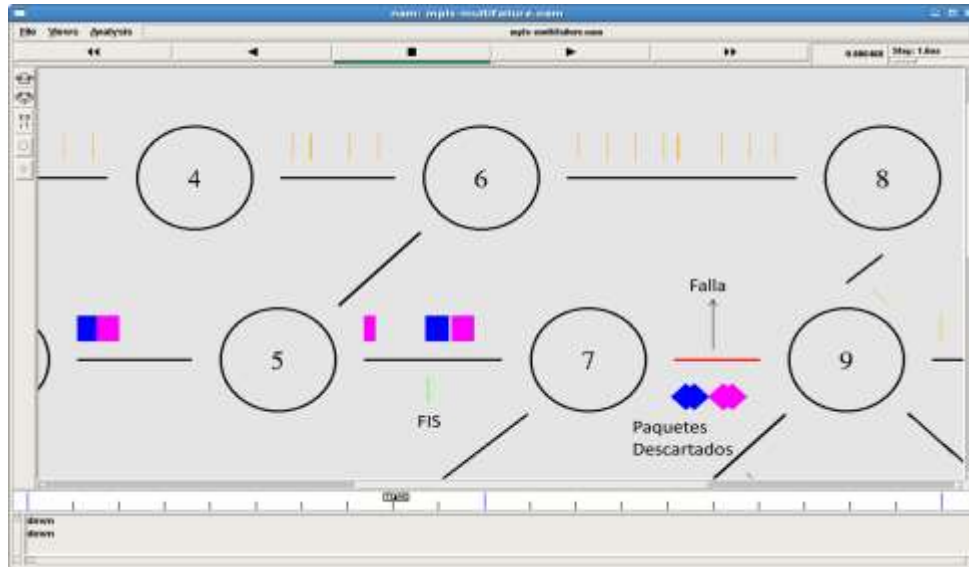 nam: mpls-multifailure.nam
File Views Analysis
mpls-multifailure.nam
Step: 1.6ms
4
6
8
Falla
5
7
9
FIS
Paquetes
Descartados
down
down